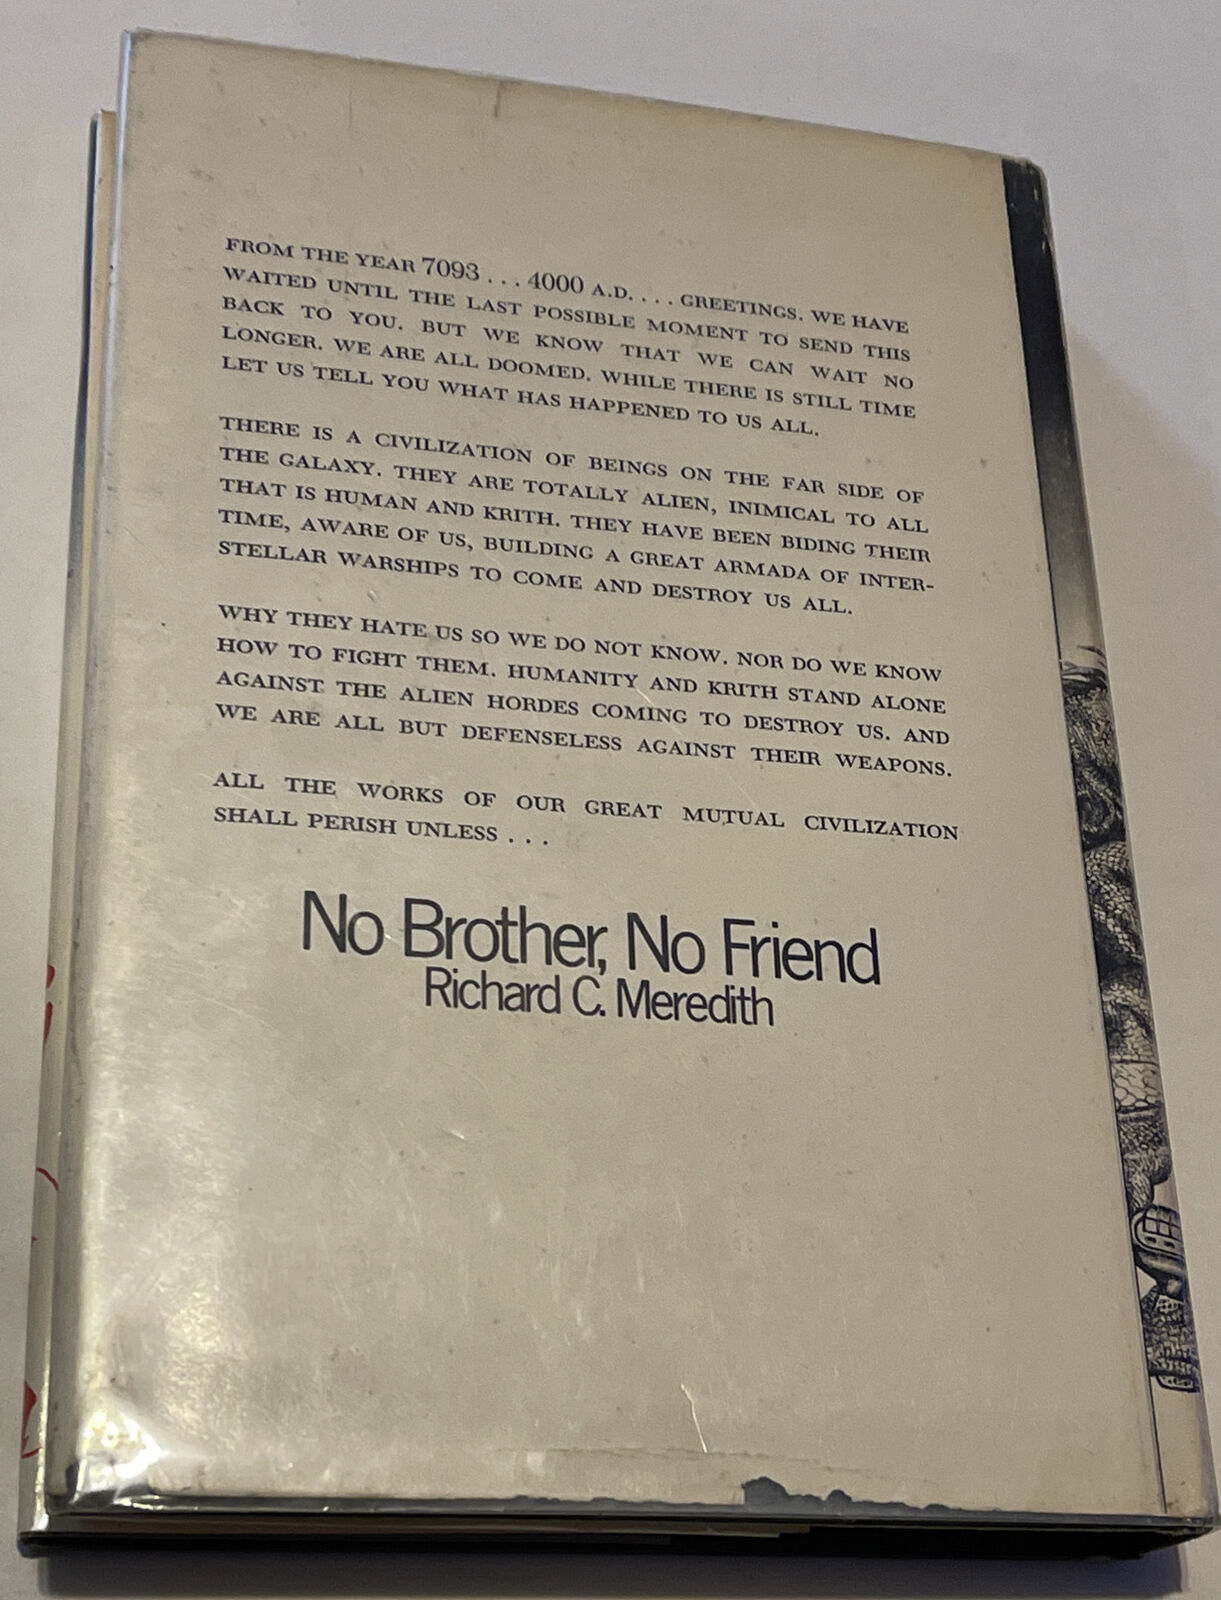 FROM THE YEAR 7093 . . . 4000 A.D. . . . GREETINGS. WE HAVE
WAITED UNTIL THE LAST POSSIBLE MOMENT TO SEND THIS
BACK TO YOU. BUT WE KNOW THAT WE CAN WAIT NO
LONGER. WE ARE ALL DOOMED. WHILE THERE IS STILL TIME
LET US TELL YOU WHAT HAS HAPPENED TO US ALL.
THERE IS A CIVILIZATION OF BEINGS ON THE FAR SIDE OF
THE GALAXY. THEY ARE TOTALLY ALIEN, INIMICAL TO ALL
THAT IS HUMAN AND KRITH. THEY HAVE BEEN BIDING THEIR
TIME, AWARE OF US, BUILDING A GREAT ARMADA OF INTER-
STELLAR WARSHIPS TO COME AND DESTROY US ALL.
WHY THEY HATE US SO WE DO NOT KNOW. NOR DO WE KNOW
HOW TO FIGHT THEM. HUMANITY AND KRITH STAND ALONE
AGAINST THE ALIEN HORDES COMING TO DESTROY US. AND
WE ARE ALL BUT DEFENSELESS AGAINST THEIR WEAPONS.
ALL THE WORKS OF OUR GREAT MUTUAL CIVILIZATION
SHALL PERISH UNLESS . . .
No Brother, No Friend
Richard C. Meredith